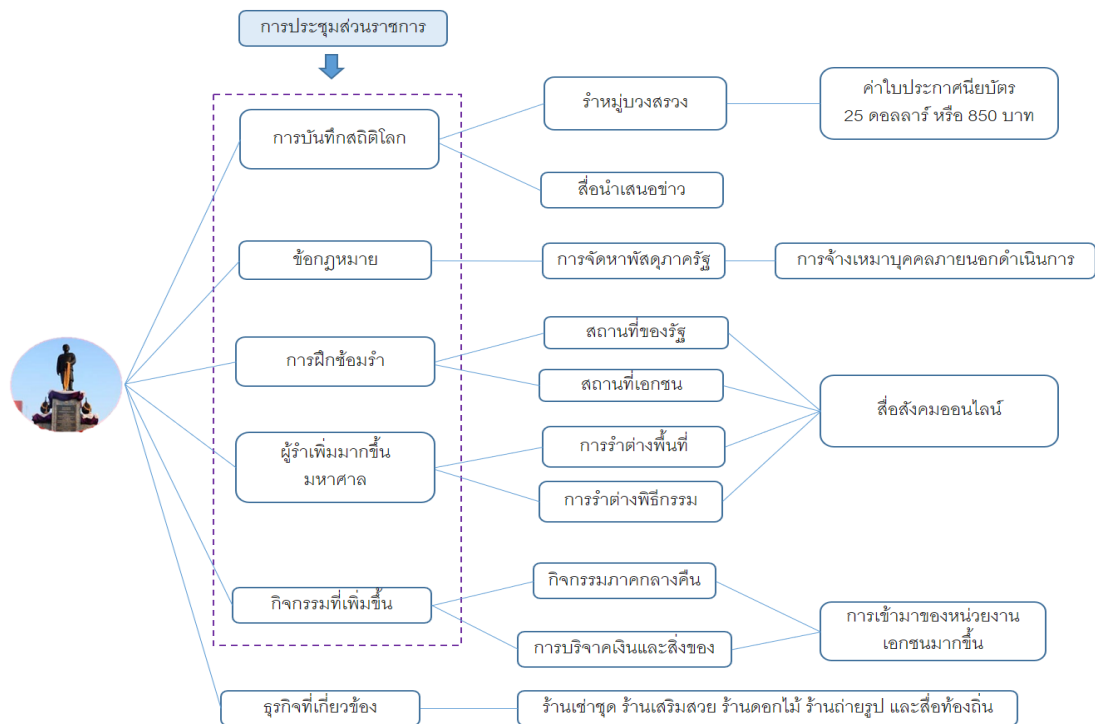 การประชุมส่วนราชการ
การบันทึกสถิติโลก
รำหมู่บวงสรวง
ค่าใบประกาศนียบัตร
25 ดอลลาร์ หรือ 850 บาท
สื่อนำเสนอข่าว
ข้อกฎหมาย
การจัดหาพัสดุภาครัฐ
การจ้างเหมาบุคคลภายนอกดำเนินการ
การฝึกซ้อมรำ
สถานที่ของรัฐ
สถานที่เอกชน
สื่อสังคมออนไลน์
ผู้รำเพิ่มมากขึ้น
มหาศาล
การรำต่างพื้นที่
การรำต่างพิธีกรรม
กิจกรรมที่เพิ่มขึ้น
กิจกรรมภาคกลางคืน
การบริจาคเงินและสิ่งของ
การเข้ามาของหน่วยงาน
เอกชนมากขึ้น
ธุรกิจที่เกี่ยวข้อง
ร้านเช่าชุด ร้านเสริมสวย ร้านดอกไม้ ร้านถ่ายรูป และสื่อท้องถิ่น